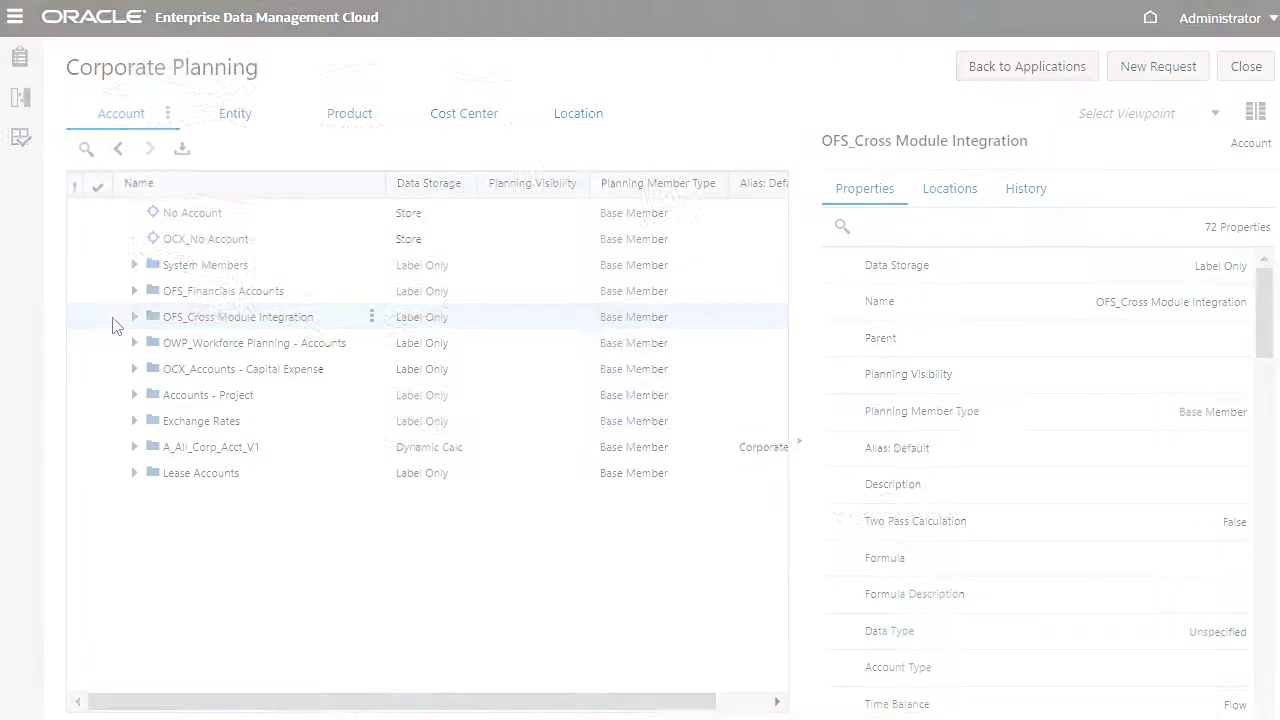 ORACLE® Enterprise Data Management Cloud Administrator
Corporate Planning Back to Applications New Request Close
Account Entity Product Cost Center Location Select Viewpoint
OFS_Cross Module Integration Account
Name Data Storage Planning Visibility Planning Member Type Alias: Defa
Properties Locations History
72 Properties
No Account Store Base Member
OCX_No Account Store Base Member
System Members Label Only Base Member
OFS_Financials Accounts Label Only Base Member
OFS_Cross Module Integration Label Only Base Member
OWP_Workforce Planning - Accounts Label Only Base Member
OCX_Accounts - Capital Expense Label Only Base Member
Accounts - Project Label Only Base Member
Exchange Rates Label Only Base Member
A_All_Corp_Acct_V1 Dynamic Calc Base Member Corporate
Lease Accounts Label Only Base Member
Data Storage Label Only
Name OFS_Cross Module Integration
Parent
Planning Visibility
Planning Member Type Base Member
Alias: Default
Description
Two Pass Calculation False
Formula
Formula Description
Data Type Unspecified
Account Type
Time Balance Flow